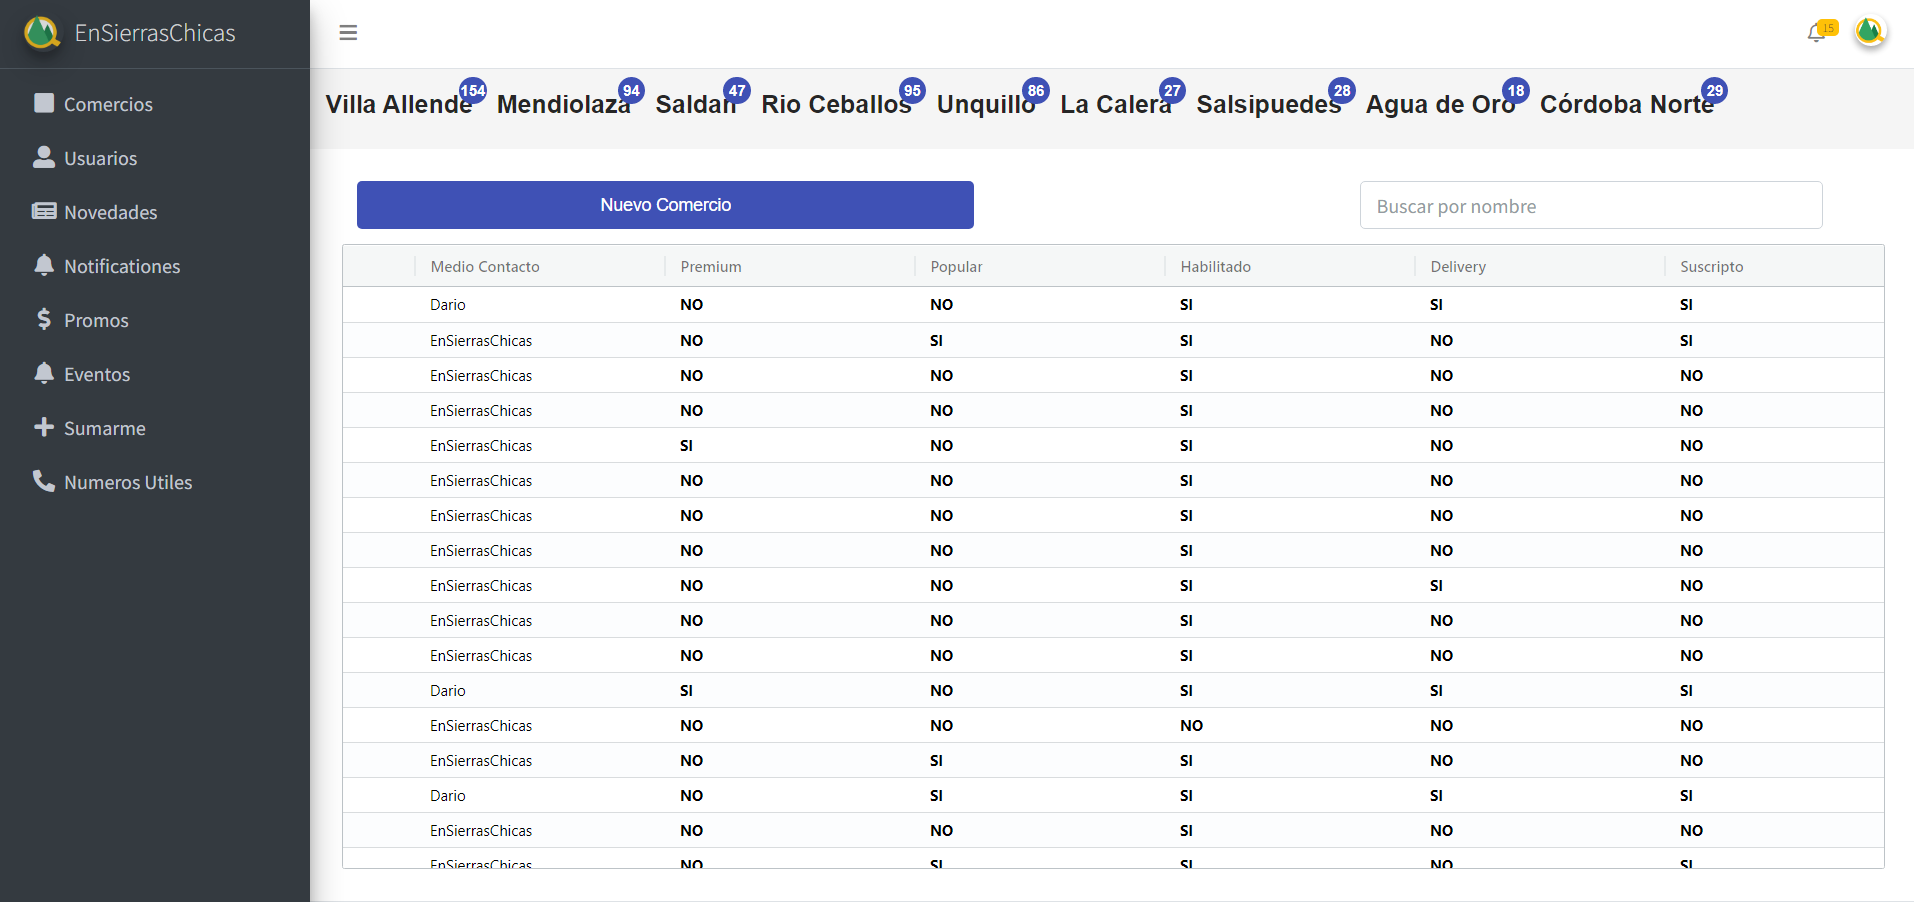 EnSierrasChicas
Comercios
Usuarios
Novedades
Notificationes
Promos
Eventos
Sumarme
Numeros Utiles
15
Villa Allende 154 Mendiolaza 94 Saldan 47 Rio Ceballos 95 Unquillo 86 La Calera 27 Salsipuedes 28 Agua de Oro 18 Córdoba Norte 29
Nuevo Comercio
Buscar por nombre
Medio Contacto Premium Popular Habilitado Delivery Suscripto
Dario NO NO SI SI SI
EnSierrasChicas NO SI SI NO SI
EnSierrasChicas NO NO SI NO NO
EnSierrasChicas NO NO SI NO NO
EnSierrasChicas SI NO SI NO NO
EnSierrasChicas NO NO SI NO NO
EnSierrasChicas NO NO SI NO NO
EnSierrasChicas NO NO SI NO NO
EnSierrasChicas NO NO SI SI NO
EnSierrasChicas NO NO SI NO NO
EnSierrasChicas NO NO SI NO NO
Dario SI NO SI SI SI
EnSierrasChicas NO NO NO NO NO
EnSierrasChicas NO SI SI NO NO
Dario NO SI SI SI SI
EnSierrasChicas NO NO SI NO NO
EnSierrasChicas NO SI SI NO SI